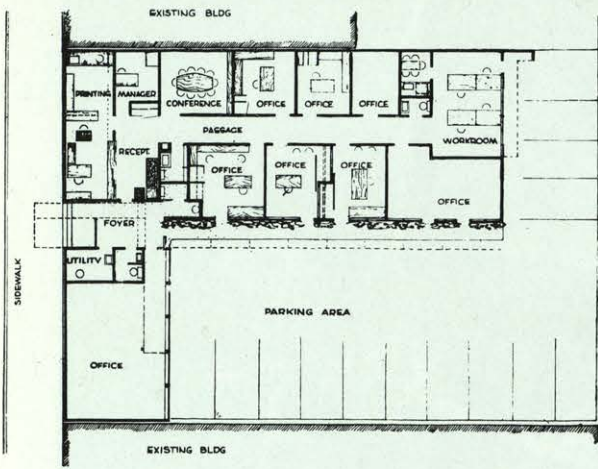 EXISTING BLDG
PRINTING
MANAGER
CONFERENCE
OFFICE
OFFICE
OFFICE
WORKROOM
PASSAGE
RECEPT.
OFFICE
OFFICE
OFFICE
OFFICE
FOYER
UTILITY
SIDEWALK
PARKING AREA
OFFICE
EXISTING BLDG